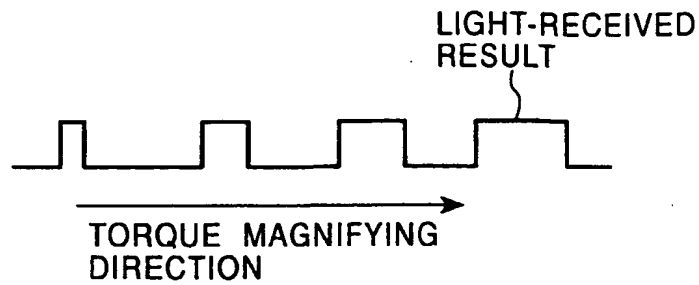 LIGHT-RECEIVED
RESULT
TORQUE MAGNIFYING
DIRECTION